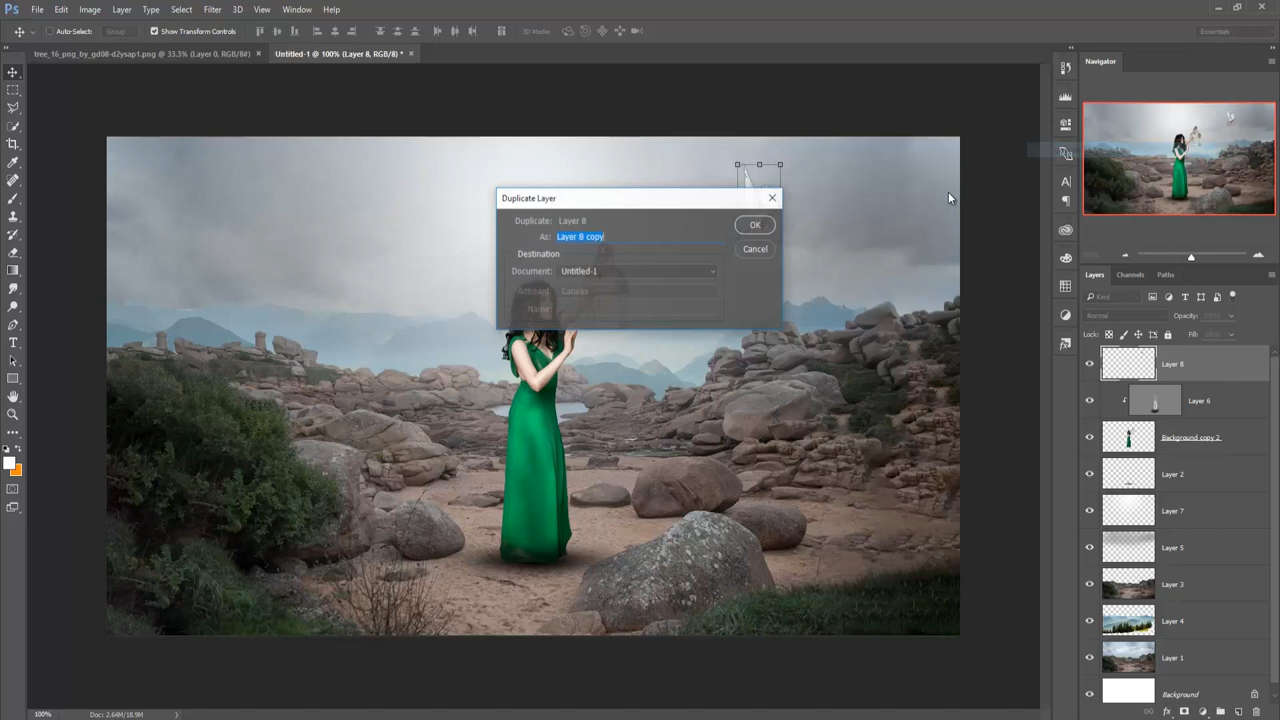 Ps File Edit Image Layer Type Select Filter 3D View Window Help
Auto-Select: Group Show Transform Controls 3D Mode: Essentials
tree_16_png_by_gd08-d2ysap1.png @ 33.3% (Layer 0, RGB/8#) × Untitled-1 @ 100% (Layer 8, RGB/8) * ×
Navigator
Duplicate Layer
Duplicate: Layer 8
As: Layer 8 copy
OK
Destination
Cancel
Document: Untitled-1
Artboard: Canvas
Name:
Layers Channels Paths
Kind
Normal Opacity: 100%
Lock: Fill: 100%
Layer 8
Layer 6
Background copy 2
Layer 2
Layer 7
Layer 5
Layer 3
Layer 4
Layer 1
Background
100% Doc: 2.64M/18.9M